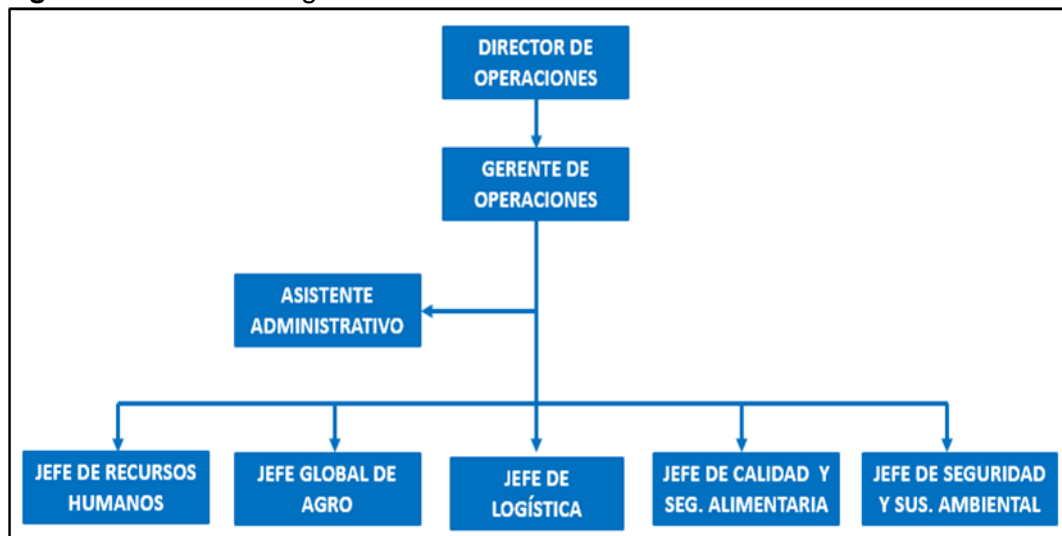 DIRECTOR DE
OPERACIONES
GERENTE DE
OPERACIONES
ASISTENTE
ADMINISTRATIVO
JEFE DE RECURSOS
HUMANOS
JEFE GLOBAL DE
AGRO
JEFE DE
LOGÍSTICA
JEFE DE CALIDAD Y
SEG. ALIMENTARIA
JEFE DE SEGURIDAD
Y SUS. AMBIENTAL